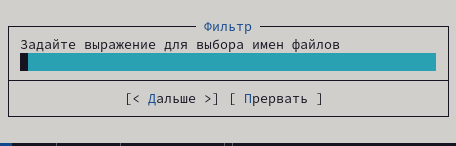 Фильтр
Задайте выражение для выбора имен файлов
[< Дальше >] [ Прервать ]